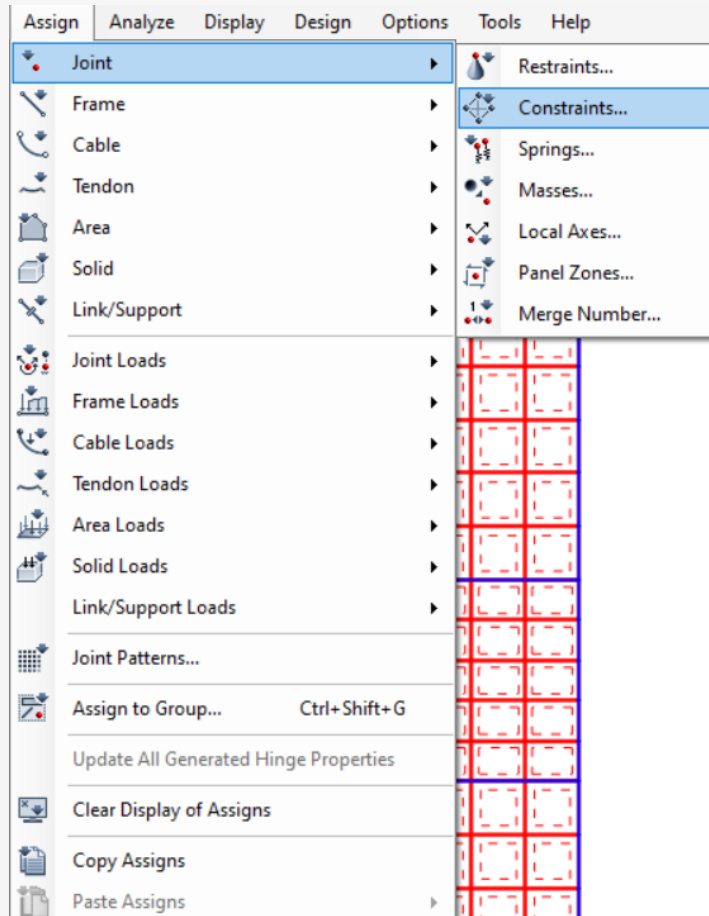 Assign Analyze Display Design Options Tools Help
Joint
Frame
Cable
Tendon
Area
Solid
Link/Support
Joint Loads
Frame Loads
Cable Loads
Tendon Loads
Area Loads
Solid Loads
Link/Support Loads
Joint Patterns...
Assign to Group... Ctrl+Shift+G
Update All Generated Hinge Properties
Clear Display of Assigns
Copy Assigns
Paste Assigns
Restraints...
Constraints...
Springs...
Masses...
Local Axes...
Panel Zones...
1
Merge Number...